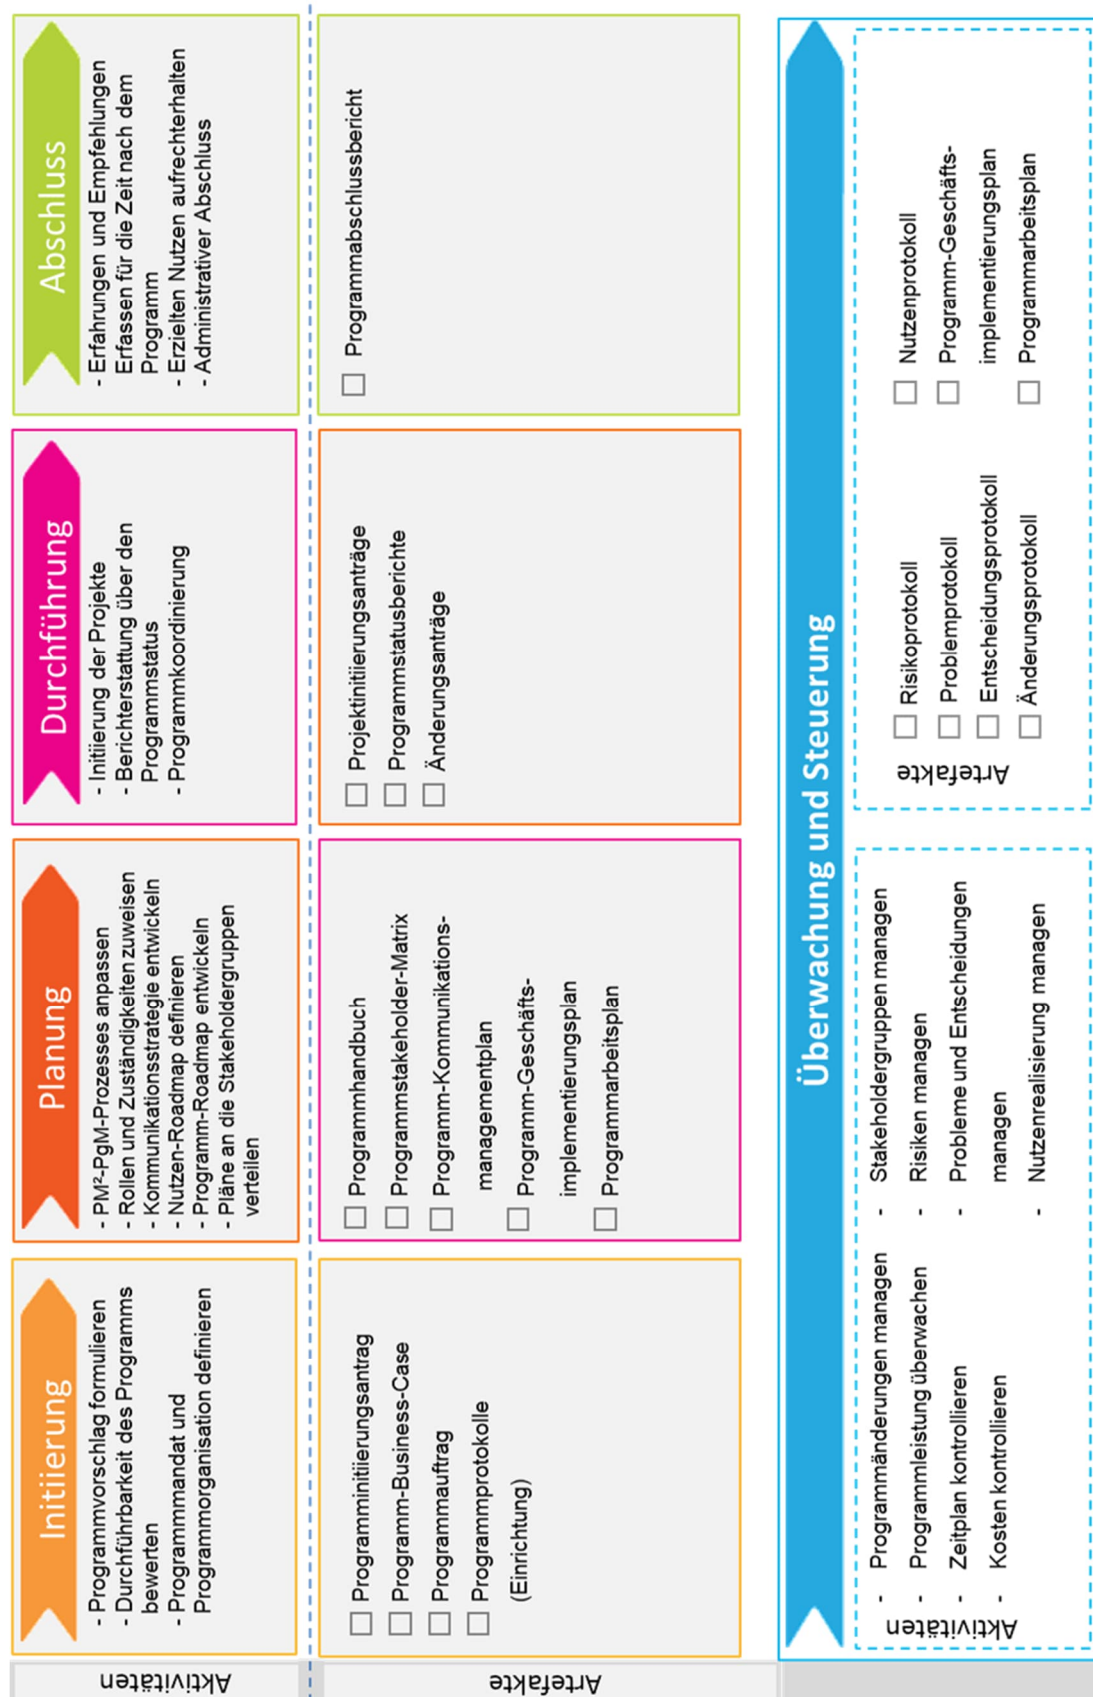 Initiierung
- Programmvorschlag formulieren
- Durchführbarkeit des Programms
bewerten
- Programmmandat und
Programmorganisation definieren
Planung
- PM²-PgM-Prozesses anpassen
- Rollen und Zuständigkeiten zuweisen
- Kommunikationsstrategie entwickeln
- Nutzen-Roadmap definieren
- Programm-Roadmap entwickeln
- Pläne an die Stakeholdergruppen
verteilen
Durchführung
- Initiierung der Projekte
- Berichterstattung über den
Programmstatus
- Programmkoordinierung
Abschluss
- Erfahrungen und Empfehlungen
Erfassen für die Zeit nach dem
Programm
- Erzielten Nutzen aufrechterhalten
- Administrativer Abschluss
Aktivitäten
Artefakte
Programminitiierungsantrag
Programm-Business-Case
Programmauftrag
Programmprotokolle
(Einrichtung)
Programmhandbuch
Programmstakeholder-Matrix
Programm-Kommunikations-
managementplan
Programm-Geschäfts-
implementierungsplan
Programmarbeitsplan
Projektinitiierungsanträge
Programmstatusberichte
Änderungsanträge
Programmabschlussbericht
Überwachung und Steuerung
Aktivitäten
- Programmänderungen managen
- Programmleistung überwachen
- Zeitplan kontrollieren
- Kosten kontrollieren
- Stakeholdergruppen managen
- Risiken managen
- Probleme und Entscheidungen
managen
- Nutzenrealisierung managen
Artefakte
Risikoprotokoll
Problemprotokoll
Entscheidungsprotokoll
Änderungsprotokoll
Nutzenprotokoll
Programm-Geschäfts-
implementierungsplan
Programmarbeitsplan